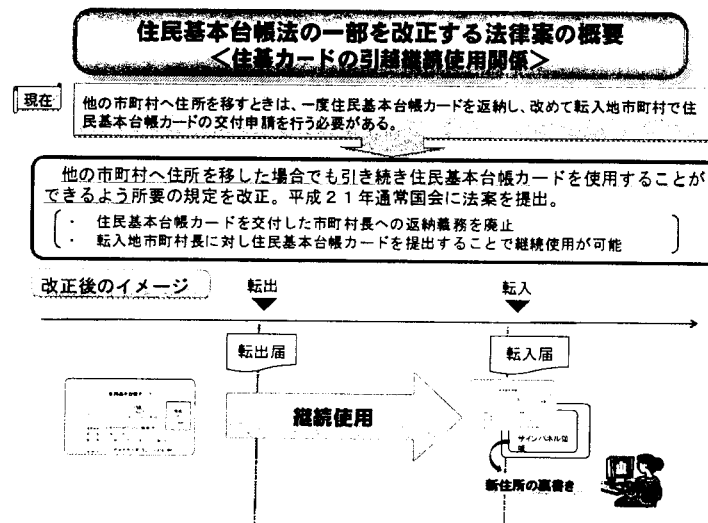 住民基本台帳法の一部を改正する法律案の概要
＜住基カードの引越継続使用関係＞
現在
他の市町村へ住所を移すときは、一度住民基本台帳カードを返納し、改めて転入地市町村で住
民基本台帳カードの交付申請を行う必要がある。
他の市町村へ住所を移した場合でも引き続き住民基本台帳カードを使用することが
できるよう所要の規定を改正。平成２１年通常国会に法案を提出。
・ 住民基本台帳カードを交付した市町村長への返納義務を廃止
・ 転入地市町村長に対し住民基本台帳カードを提出することで継続使用が可能
改正後のイメージ
転出
転入
転出届
転入届
継続使用
サインパネル領
域
新住所の裏書き